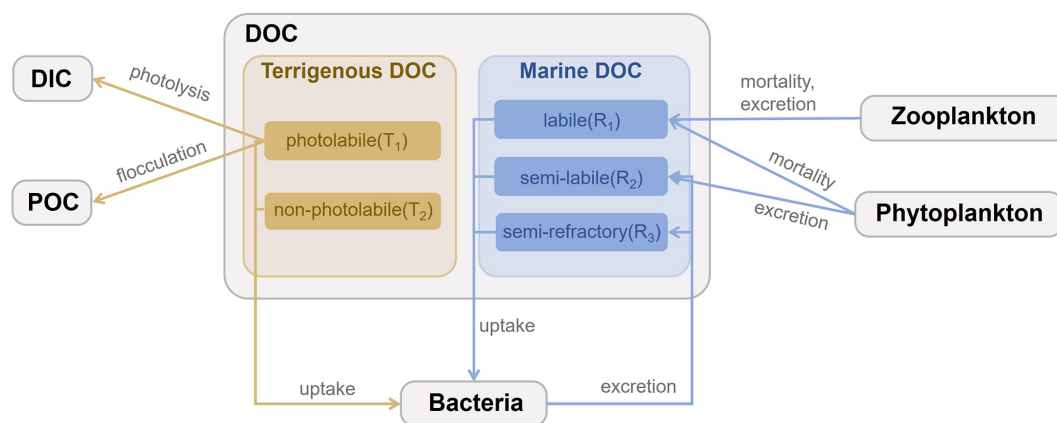 DOC
Terrigenous DOC
Marine DOC
DIC
photolysis
photolabile(T₁)
labile(R₁)
mortality,
excretion
Zooplankton
flocculation
POC
non-photolabile(T₂)
semi-labile(R₂)
semi-refractory(R₃)
mortality
excretion
Phytoplankton
uptake
uptake
Bacteria
excretion